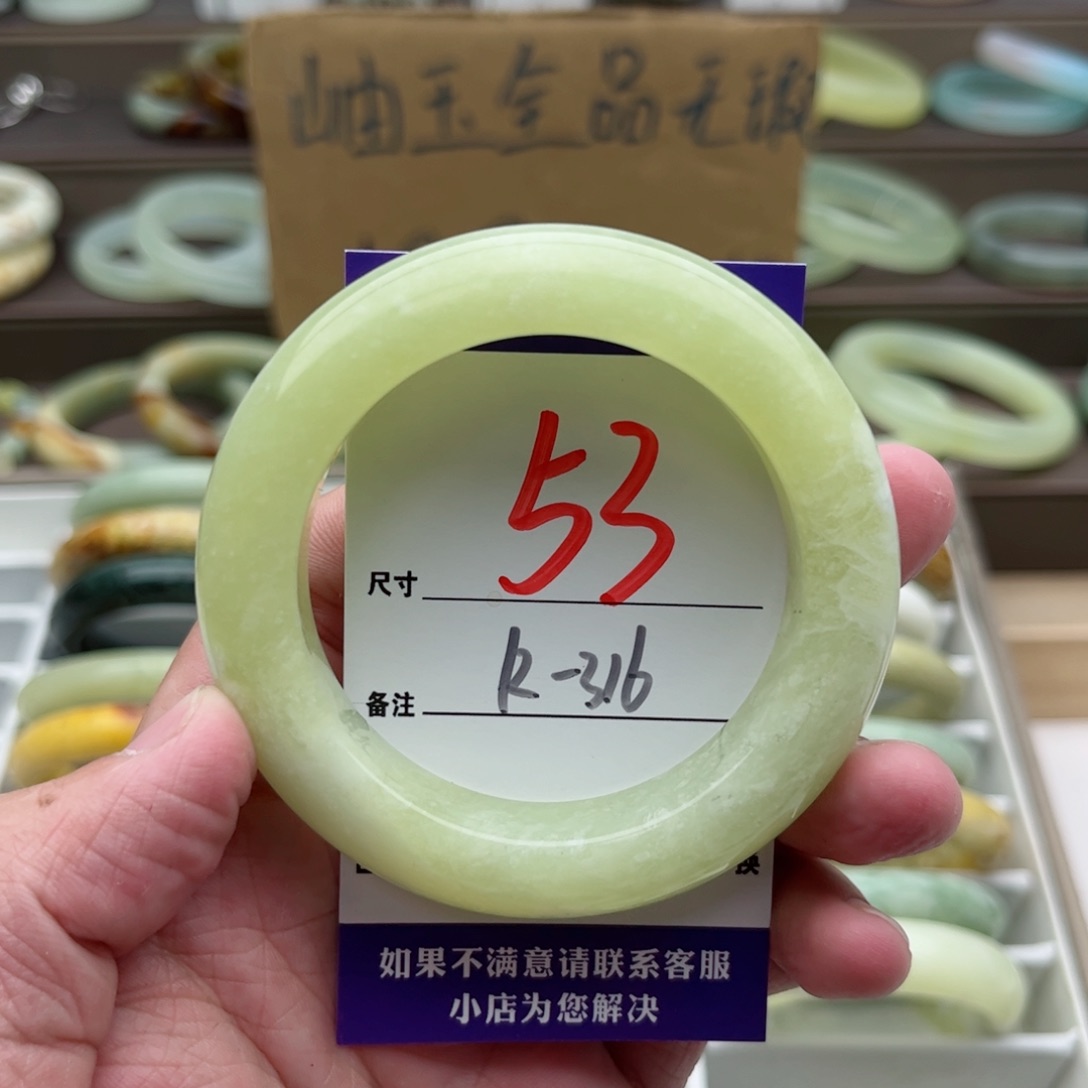 岫玉全品无
53
尺寸
R-316
备注
换
如果不满意请联系客服
小店为您解决